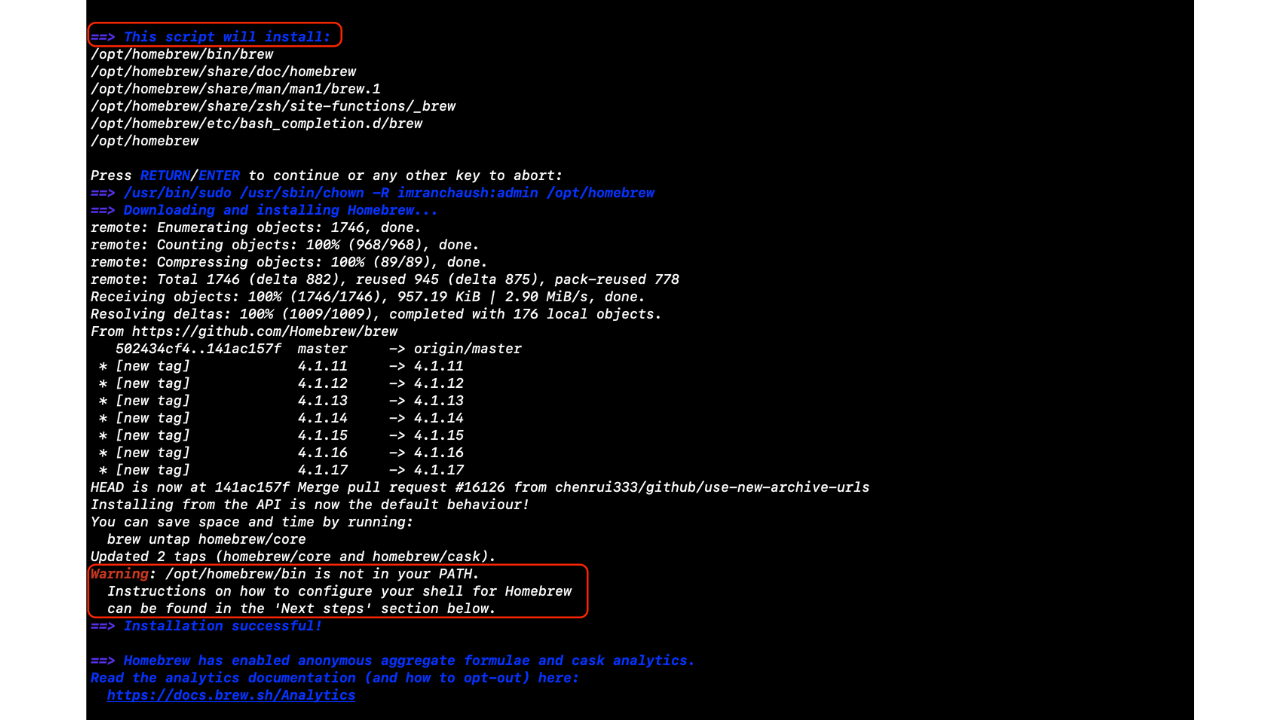 ==> This script will install:
/opt/homebrew/bin/brew
/opt/homebrew/share/doc/homebrew
/opt/homebrew/share/man/man1/brew.1
/opt/homebrew/share/zsh/site-functions/_brew
/opt/homebrew/etc/bash_completion.d/brew
/opt/homebrew
Press RETURN/ENTER to continue or any other key to abort:
==> /usr/bin/sudo /usr/sbin/chown -R imranchaush:admin /opt/homebrew
==> Downloading and installing Homebrew...
remote: Enumerating objects: 1746, done.
remote: Counting objects: 100% (968/968), done.
remote: Compressing objects: 100% (89/89), done.
remote: Total 1746 (delta 882), reused 945 (delta 875), pack-reused 778
Receiving objects: 100% (1746/1746), 957.19 KiB | 2.90 MiB/s, done.
Resolving deltas: 100% (1009/1009), completed with 176 local objects.
From https://github.com/Homebrew/brew
   502434cf4..141ac157f  master     -> origin/master
 * [new tag]             4.1.11     -> 4.1.11
 * [new tag]             4.1.12     -> 4.1.12
 * [new tag]             4.1.13     -> 4.1.13
 * [new tag]             4.1.14     -> 4.1.14
 * [new tag]             4.1.15     -> 4.1.15
 * [new tag]             4.1.16     -> 4.1.16
 * [new tag]             4.1.17     -> 4.1.17
HEAD is now at 141ac157f Merge pull request #16126 from chenrui333/github/use-new-archive-urls
Installing from the API is now the default behaviour!
You can save space and time by running:
  brew untap homebrew/core
Updated 2 taps (homebrew/core and homebrew/cask).
Warning: /opt/homebrew/bin is not in your PATH.
  Instructions on how to configure your shell for Homebrew
  can be found in the 'Next steps' section below.
==> Installation successful!
==> Homebrew has enabled anonymous aggregate formulae and cask analytics.
Read the analytics documentation (and how to opt-out) here:
  https://docs.brew.sh/Analytics